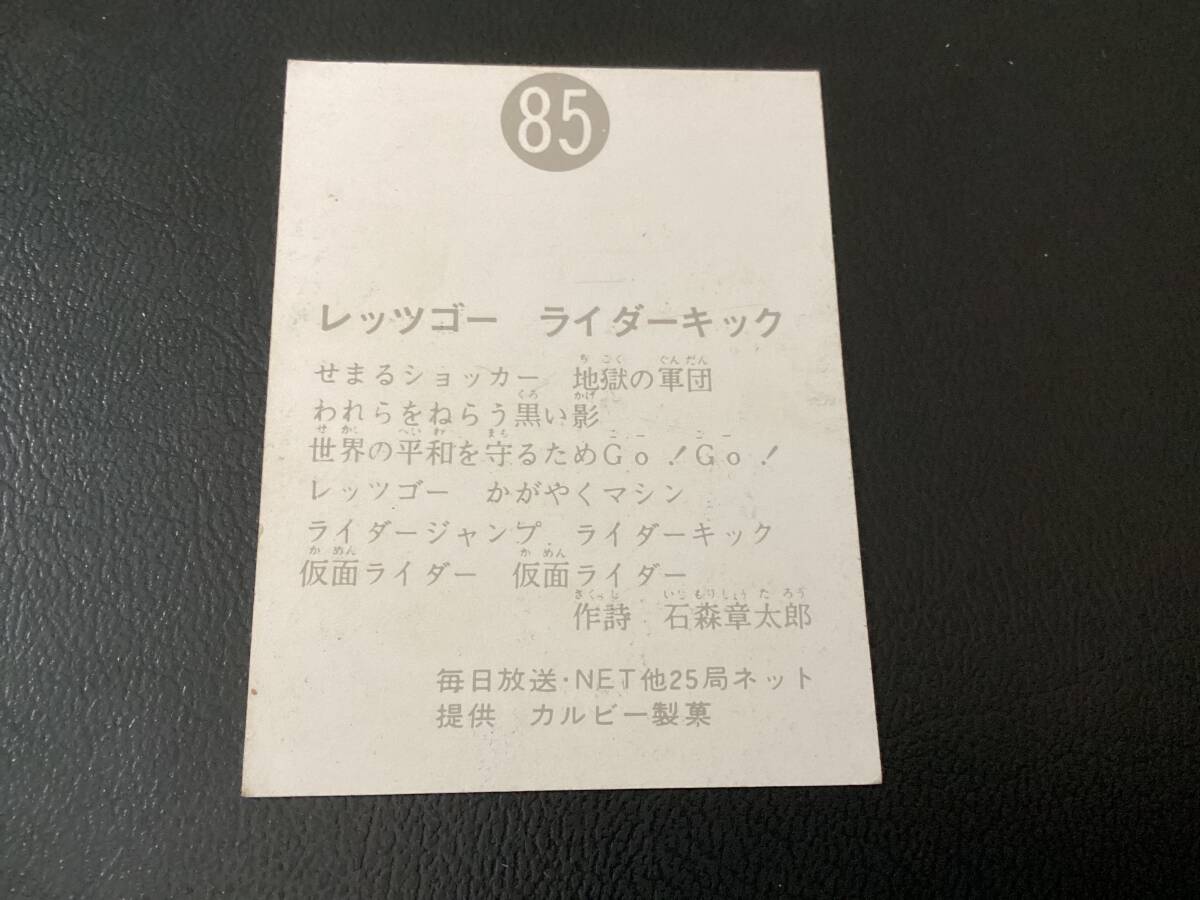 85
レッツゴー　ライダーキック
せまるショッカー　地獄の軍団
われらをねらう黒い影
世界の平和を守るためGo！Go！
レッツゴー　かがやくマシン
ライダージャンプ　ライダーキック
仮面ライダー　仮面ライダー
作詩　石森章太郎
毎日放送・NET他25局ネット
提供　カルビー製菓